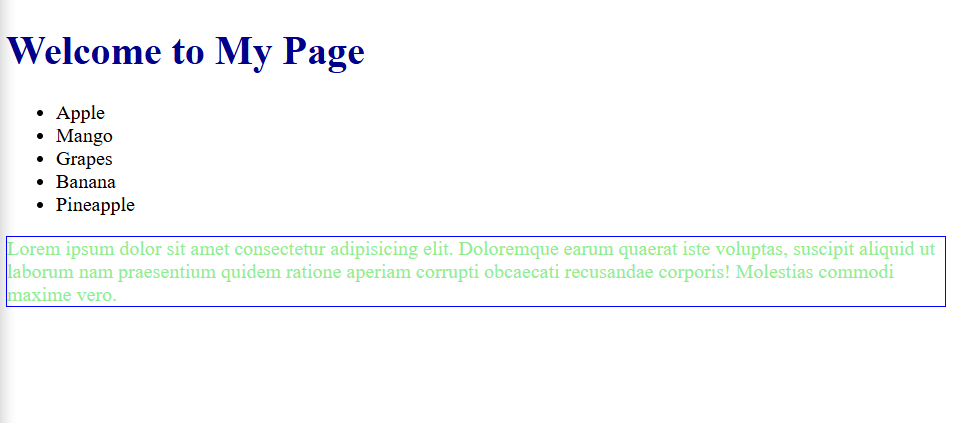 Welcome to My Page
Apple
Mango
Grapes
Banana
Pineapple
Lorem ipsum dolor sit amet consectetur adipisicing elit. Doloremque earum quaerat iste voluptas, suscipit aliquid ut
laborum nam praesentium quidem ratione aperiam corrupti obcaecati recusandae corporis! Molestias commodi
maxime vero.